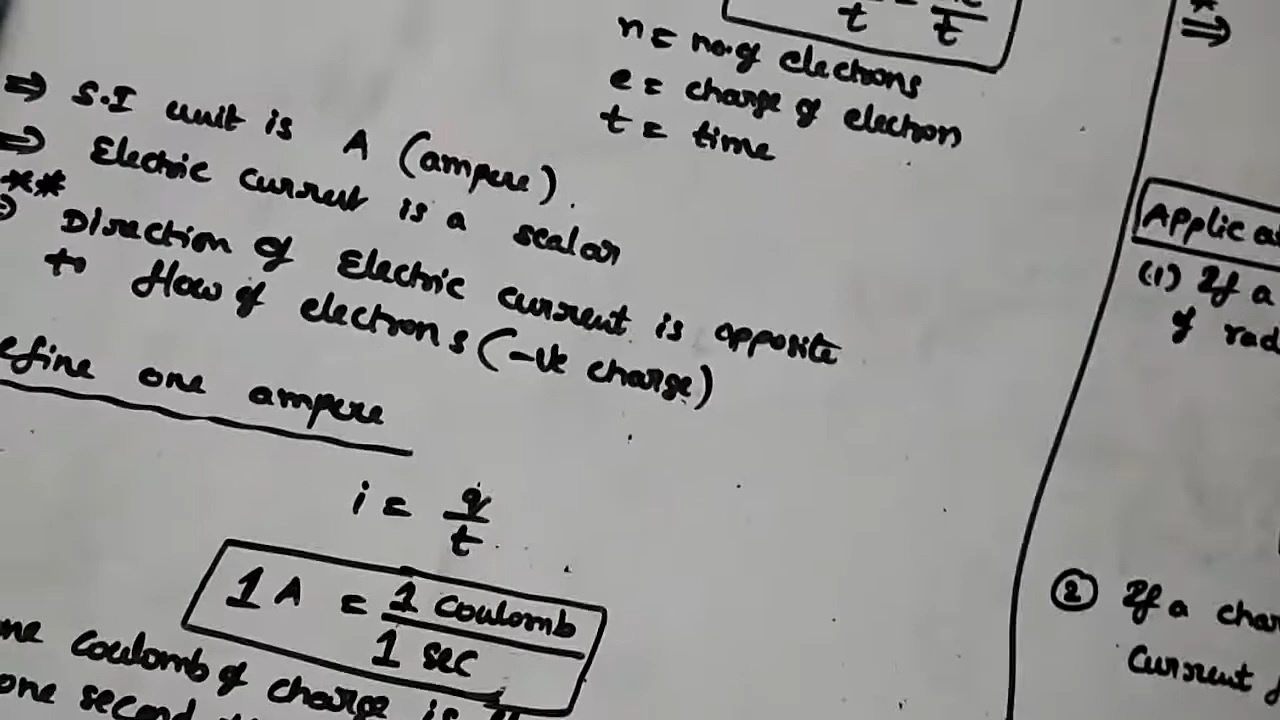 t = t
n = no.of electrons
e = charge of electron
t = time
⇒ S.I unit is A (ampere).
⇒ Electric current is a scalar
**
Direction of Electric current is opposite
to flow of electrons (-ve charge)
efine one ampere
i = q/t
1 A = 1 Coulomb / 1 sec
ne Coulomb of charge is
one second
*
⇒
Applica
(1) If a
of rad
② If a char
Current